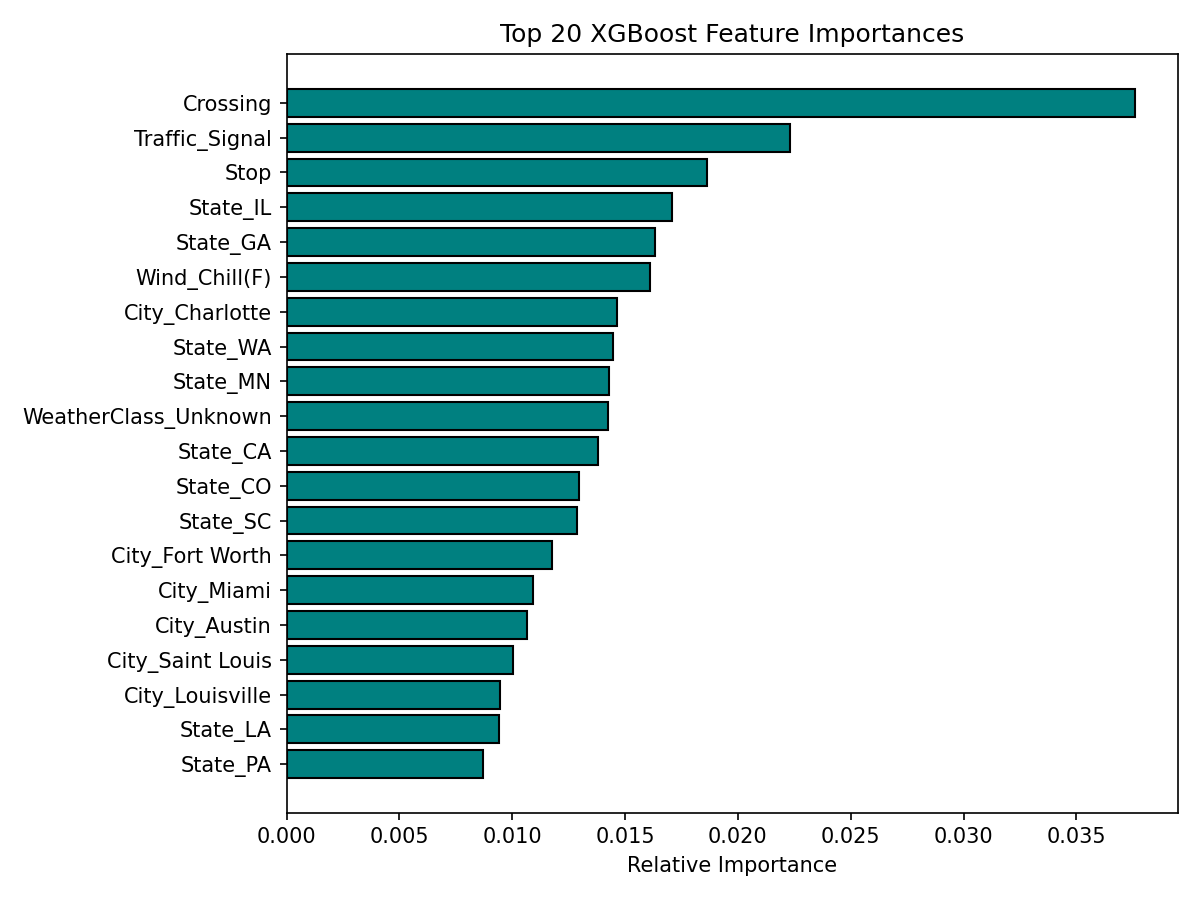 Top 20 XGBoost Feature Importances
Crossing
Traffic_Signal
Stop
State_IL
State_GA
Wind_Chill(F)
City_Charlotte
State_WA
State_MN
WeatherClass_Unknown
State_CA
State_CO
State_SC
City_Fort Worth
City_Miami
City_Austin
City_Saint Louis
City_Louisville
State_LA
State_PA
0.000 0.005 0.010 0.015 0.020 0.025 0.030 0.035
Relative Importance